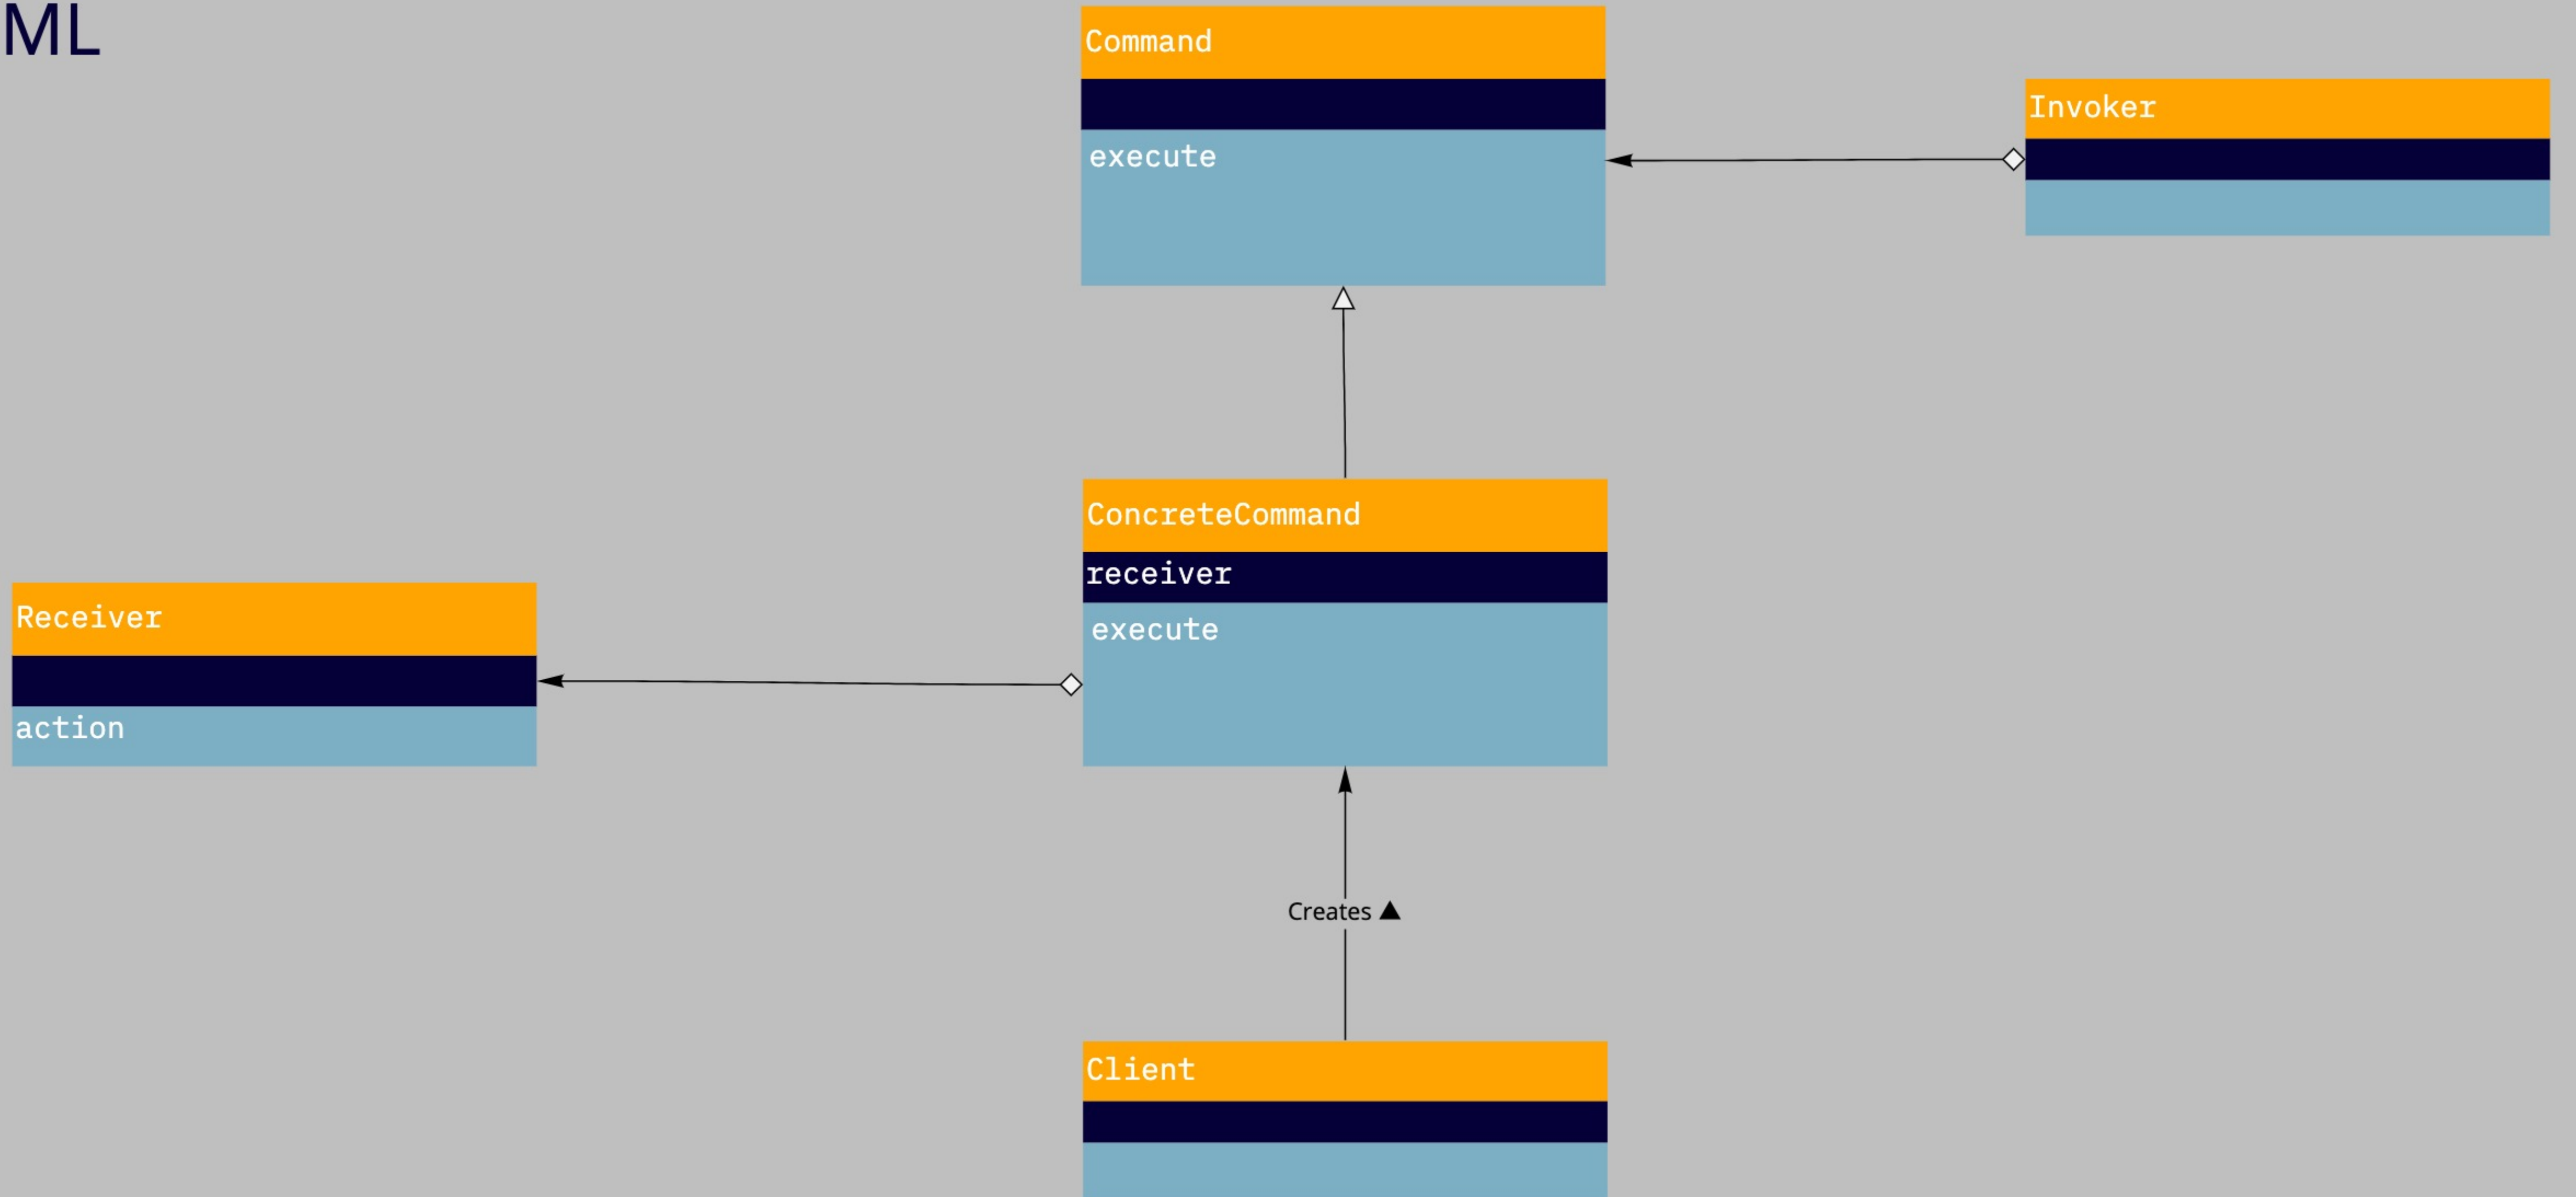 ML
Command
execute
Invoker
ConcreteCommand
receiver
execute
Receiver
action
Creates ▲
Client